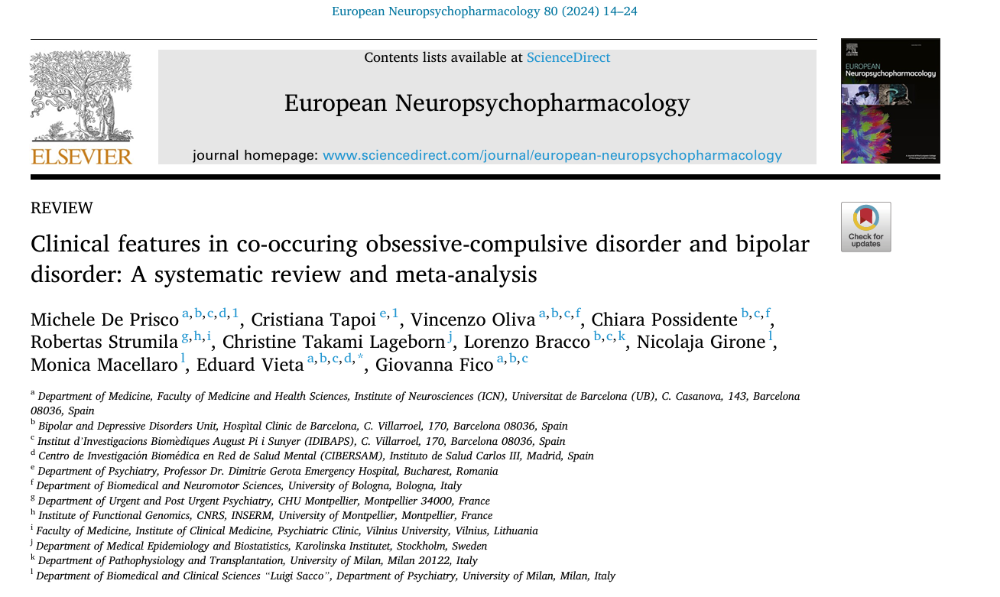 European Neuropsychopharmacology 80 (2024) 14–24
Contents lists available at ScienceDirect
European Neuropsychopharmacology
journal homepage: www.sciencedirect.com/journal/european-neuropsychopharmacology
NON SOLUS
ELSEVIER
EUROPEAN
Neuropsychopharmacology
REVIEW
Check for
updates
Clinical features in co-occuring obsessive-compulsive disorder and bipolar
disorder: A systematic review and meta-analysis
Michele De Prisco a,b,c,d,1, Cristiana Tapoi e,1, Vincenzo Oliva a,b,c,f, Chiara Possidente b,c,f,
Robertas Strumila g,h,i, Christine Takami Lageborn j, Lorenzo Bracco b,c,k, Nicolaja Girone l,
Monica Macellaro l, Eduard Vieta a,b,c,d,*, Giovanna Fico a,b,c
a Department of Medicine, Faculty of Medicine and Health Sciences, Institute of Neurosciences (ICN), Universitat de Barcelona (UB), C. Casanova, 143, Barcelona
08036, Spain
b Bipolar and Depressive Disorders Unit, Hospìtal Clinic de Barcelona, C. Villarroel, 170, Barcelona 08036, Spain
c Institut d'Investigacions Biomèdiques August Pi i Sunyer (IDIBAPS), C. Villarroel, 170, Barcelona 08036, Spain
d Centro de Investigación Biomédica en Red de Salud Mental (CIBERSAM), Instituto de Salud Carlos III, Madrid, Spain
e Department of Psychiatry, Professor Dr. Dimitrie Gerota Emergency Hospital, Bucharest, Romania
f Department of Biomedical and Neuromotor Sciences, University of Bologna, Bologna, Italy
g Department of Urgent and Post Urgent Psychiatry, CHU Montpellier, Montpellier 34000, France
h Institute of Functional Genomics, CNRS, INSERM, University of Montpellier, Montpellier, France
i Faculty of Medicine, Institute of Clinical Medicine, Psychiatric Clinic, Vilnius University, Vilnius, Lithuania
j Department of Medical Epidemiology and Biostatistics, Karolinska Institutet, Stockholm, Sweden
k Department of Pathophysiology and Transplantation, University of Milan, Milan 20122, Italy
l Department of Biomedical and Clinical Sciences "Luigi Sacco", Department of Psychiatry, University of Milan, Milan, Italy